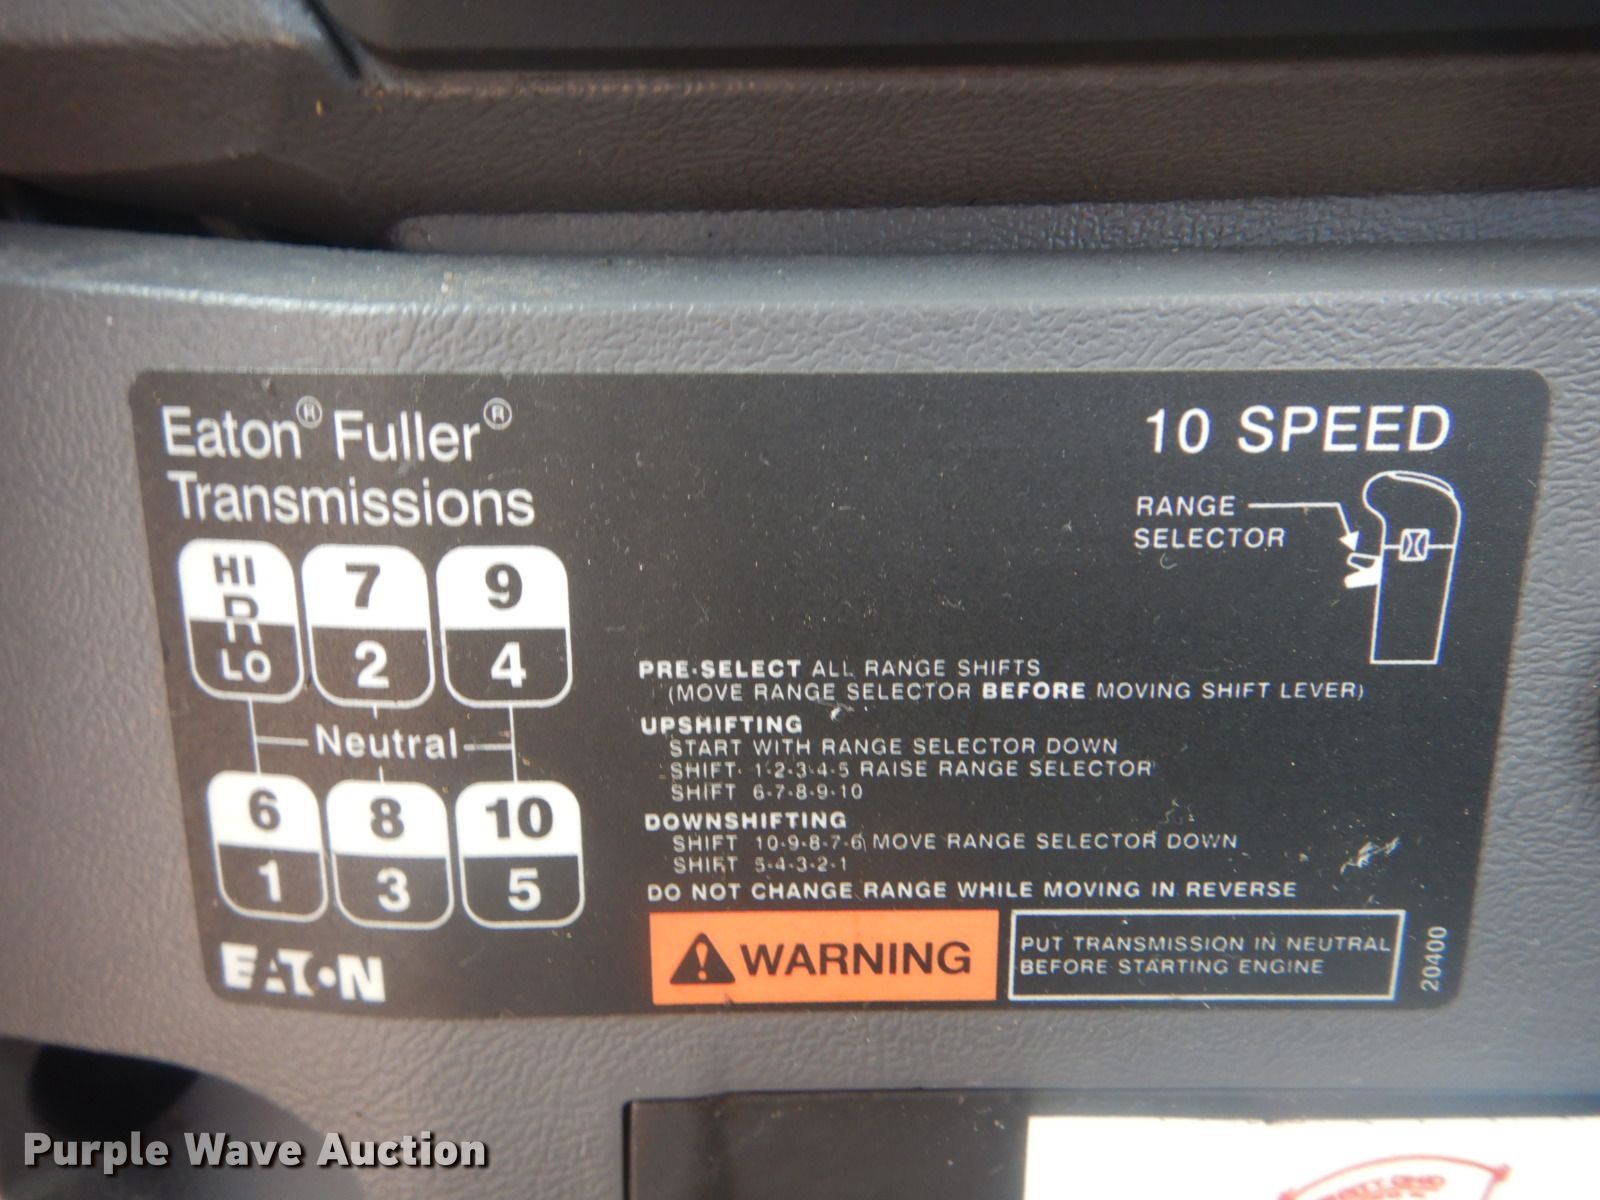 Eaton® Fuller®
Transmissions
10 SPEED
RANGE
SELECTOR
HI 7 9
R
LO 2 4
Neutral
6 8 10
1 3 5
EATON
PRE-SELECT ALL RANGE SHIFTS
(MOVE RANGE SELECTOR BEFORE MOVING SHIFT LEVER)
UPSHIFTING
START WITH RANGE SELECTOR DOWN
SHIFT 1-2-3-4-5 RAISE RANGE SELECTOR
SHIFT 6-7-8-9-10
DOWNSHIFTING
SHIFT 10-9-8-7-6 MOVE RANGE SELECTOR DOWN
SHIFT 5-4-3-2-1
DO NOT CHANGE RANGE WHILE MOVING IN REVERSE
WARNING
PUT TRANSMISSION IN NEUTRAL
BEFORE STARTING ENGINE
20400
Purple Wave Auction